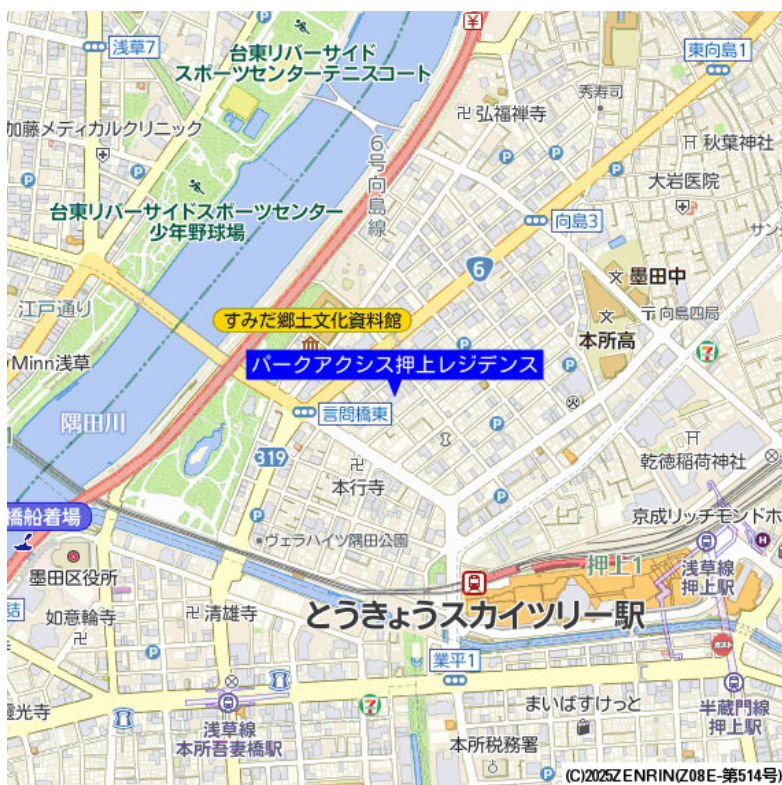 浅草7
台東リバーサイド
スポーツセンターテニスコート
東向島1
秀寿司
弘福禅寺
加藤メディカルクリニック
6号向島線
秋葉神社
大岩医院
台東リバーサイドスポーツセンター
少年野球場
向島3
サン
6
墨田中
江戸通り
向島四局
すみだ郷土文化資料館
本所高
Minn浅草
パークアクシス押上レジデンス
隅田川
言問橋東
319
本行寺
乾徳稲荷神社
橋船着場
京成リッチモンドホ
ヴェラハイツ隅田公園
墨田区役所
押上1
浅草線
押上駅
如意輪寺
清雄寺
とうきょうスカイツリー駅
詰
ガスト
業平1
霊光寺
浅草線
本所吾妻橋駅
まいばすけっと
半蔵門線
押上駅
本所税務署
(C)2025ZENRIN(Z08E-第514号)